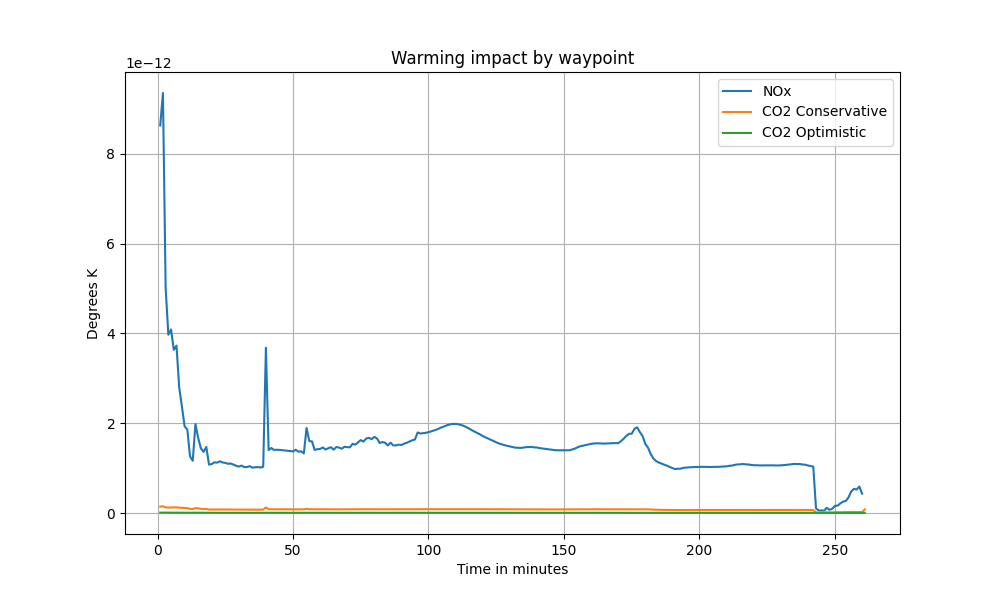 Warming impact by waypoint
1e−12
NOx
CO2 Conservative
CO2 Optimistic
8
6
4
2
0
Degrees K
0 50 100 150 200 250
Time in minutes